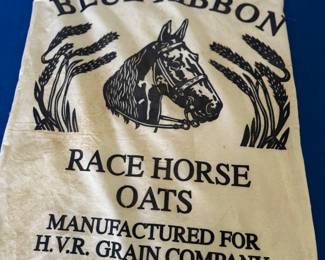 BLUE RIBBON
RACE HORSE
OATS
MANUFACTURED FOR
H.V.R. GRAIN COMPANY